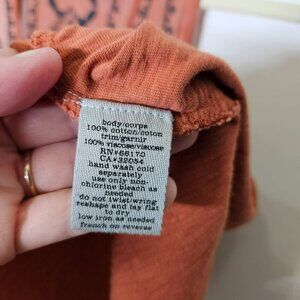 body/corps
100% cotton/coton
trim/garnir
100% viscose/viscose
RN#66170
CA#32054
hand wash cold
separately
use only non-
chlorine bleach as
needed
do not twist/wring
reshape and lay flat
to dry
low iron as needed
french on reverse